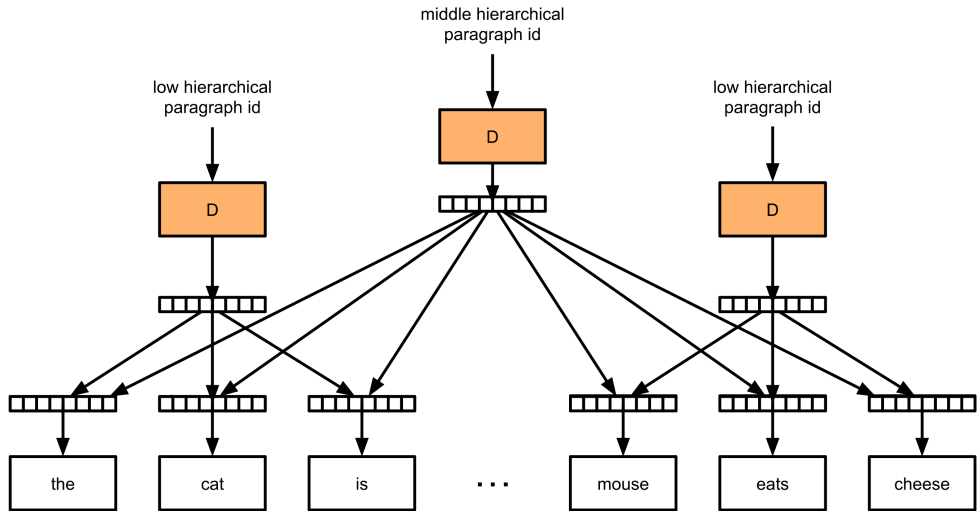 middle hierarchical
paragraph id
low hierarchical
paragraph id
low hierarchical
paragraph id
D
D
D
the
cat
is
...
mouse
eats
cheese